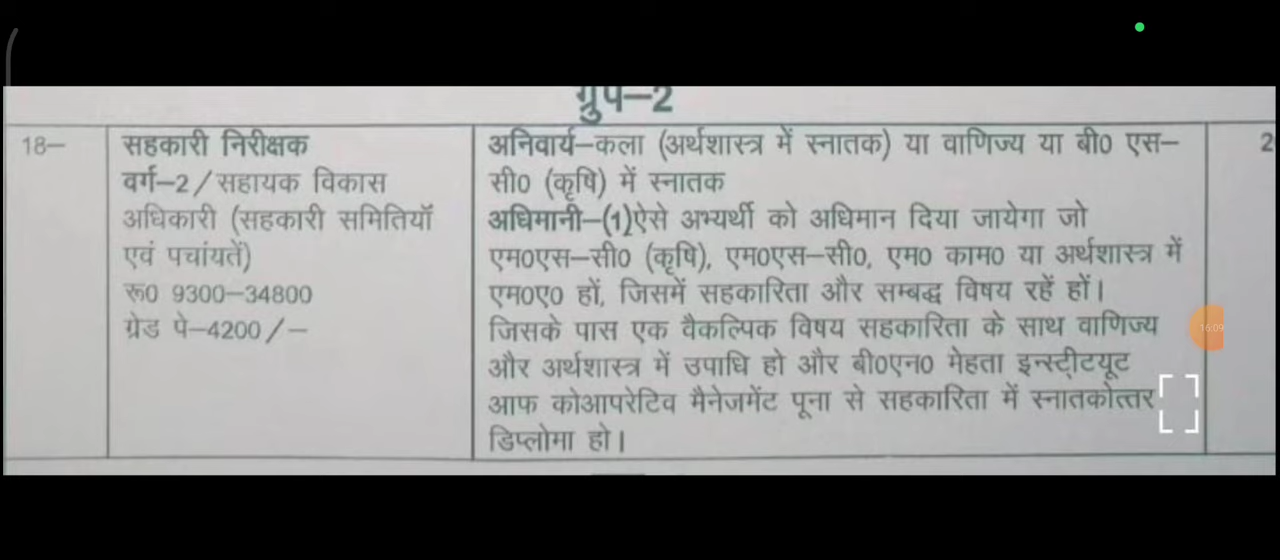 ग्रुप–2
18–
सहकारी निरीक्षक
वर्ग–2/सहायक विकास
अधिकारी (सहकारी समितियॉ
एवं पचांयतें)
रू0 9300–34800
ग्रेड पे–4200/–
अनिवार्य–कला (अर्थशास्त्र में स्नातक) या वाणिज्य या बी0 एस–
सी0 (कृषि) में स्नातक
अधिमानी–(1)ऐसे अभ्यर्थी को अधिमान दिया जायेगा जो
एम0एस–सी0 (कृषि), एम0एस–सी0, एम0 काम0 या अर्थशास्त्र में
एम0ए0 हों, जिसमें सहकारिता और सम्बद्ध विषय रहें हों।
जिसके पास एक वैकल्पिक विषय सहकारिता के साथ वाणिज्य
और अर्थशास्त्र में उपाधि हो और बी0एन0 मेहता इन्स्टी्टयूट
आफ कोआपरेटिव मैनेजमेंट पूना से सहकारिता में स्नातकोत्तर
डिप्लोमा हो।
2
16:09